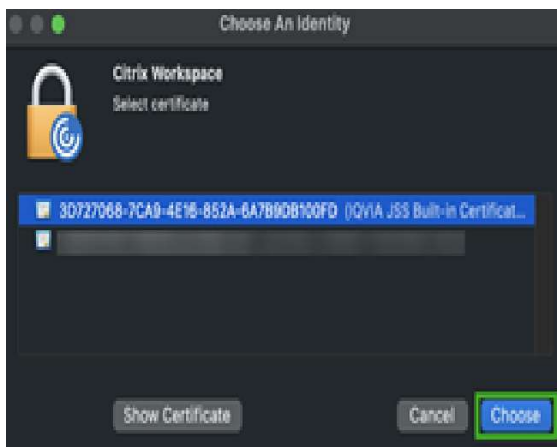 Choose An Identity
Citrix Workspace
Select certificate
3D727068-7CA9-4E16-852A-6A7B9DB100FD (IQVIA JSS Built-in Certificat...
Show Certificate
Cancel
Choose